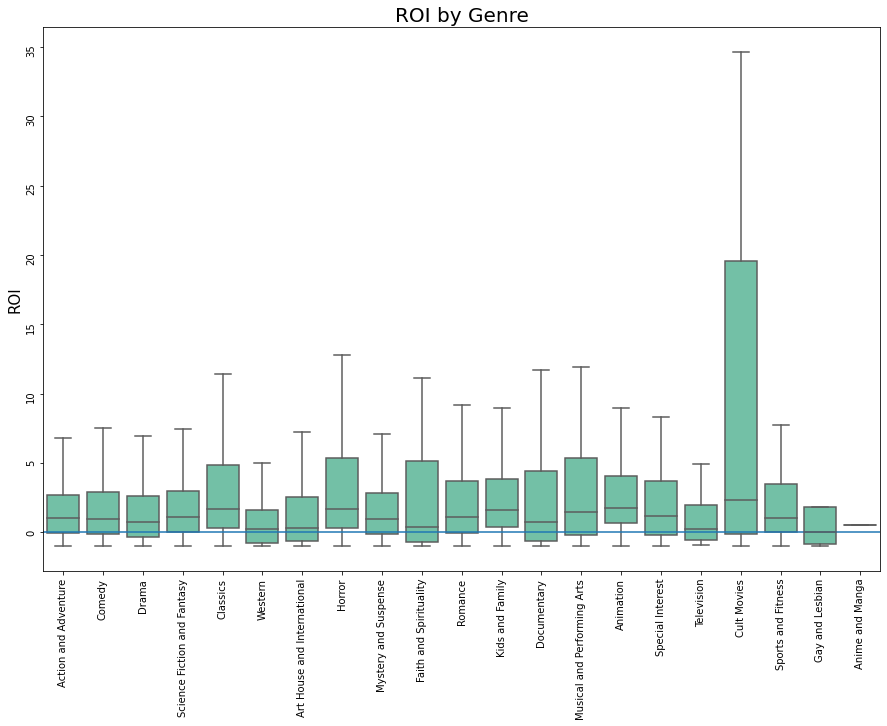 ROI by Genre
ROI
35
30
25
20
15
10
5
0
Action and Adventure
Comedy
Drama
Science Fiction and Fantasy
Classics
Western
Art House and International
Horror
Mystery and Suspense
Faith and Spirituality
Romance
Kids and Family
Documentary
Musical and Performing Arts
Animation
Special Interest
Television
Cult Movies
Sports and Fitness
Gay and Lesbian
Anime and Manga